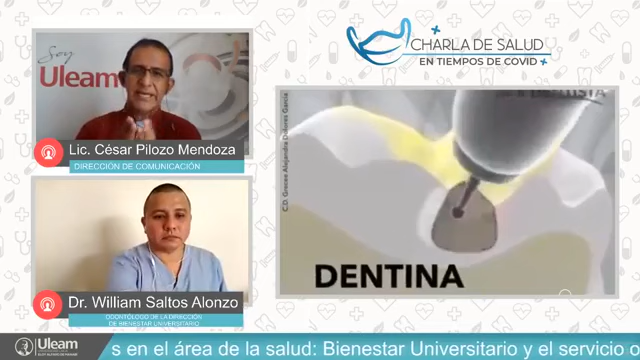 Soy
Uleam
Lic. César Pilozo Mendoza
DIRECCIÓN DE COMUNICACIÓN
Dr. William Saltos Alonzo
ODONTÓLOGO DE LA DIRECCIÓN
DE BIENESTAR UNIVERSITARIO
CHARLA DE SALUD
EN TIEMPOS DE COVID
C.D. Grecea Alejandra Dolores García
DENTINA
Uleam
s en el área de la salud: Bienestar Universitario y el servicio